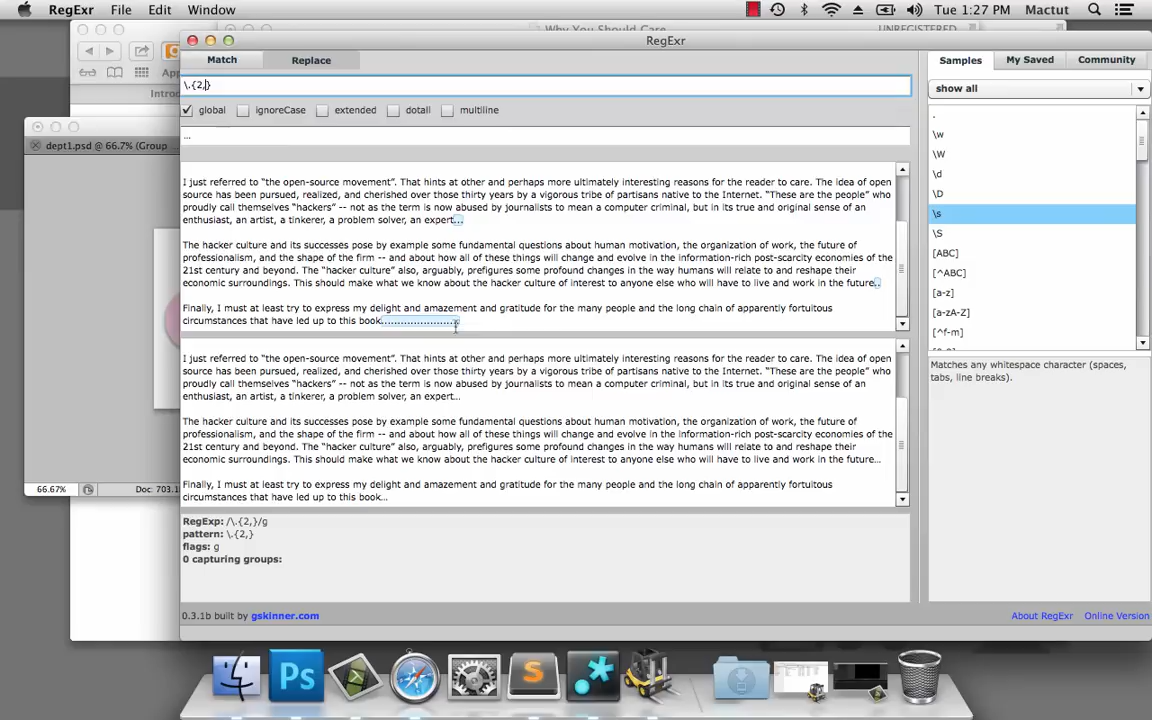 RegExr File Edit Window
Tue 1:27 PM Mactut
Why You Should Care
UNREGISTERED
RegExr
Match Replace
Samples My Saved Community
\.{2,}
show all
global ignoreCase extended dotall multiline
...
.
\w
\W
\d
\D
\s
\S
[ABC]
[^ABC]
[a-z]
[a-zA-Z]
[^f-m]
Introd
dept1.psd @ 66.7% (Group
I just referred to “the open-source movement”. That hints at other and perhaps more ultimately interesting reasons for the reader to care. The idea of open
source has been pursued, realized, and cherished over those thirty years by a vigorous tribe of partisans native to the Internet. “These are the people” who
proudly call themselves “hackers” -- not as the term is now abused by journalists to mean a computer criminal, but in its true and original sense of an
enthusiast, an artist, a tinkerer, a problem solver, an expert...
The hacker culture and its successes pose by example some fundamental questions about human motivation, the organization of work, the future of
professionalism, and the shape of the firm -- and about how all of these things will change and evolve in the information-rich post-scarcity economies of the
21st century and beyond. The “hacker culture” also, arguably, prefigures some profound changes in the way humans will relate to and reshape their
economic surroundings. This should make what we know about the hacker culture of interest to anyone else who will have to live and work in the future..
Finally, I must at least try to express my delight and amazement and gratitude for the many people and the long chain of apparently fortuitous
circumstances that have led up to this book.......................
I just referred to “the open-source movement”. That hints at other and perhaps more ultimately interesting reasons for the reader to care. The idea of open
source has been pursued, realized, and cherished over those thirty years by a vigorous tribe of partisans native to the Internet. “These are the people” who
proudly call themselves “hackers” -- not as the term is now abused by journalists to mean a computer criminal, but in its true and original sense of an
enthusiast, an artist, a tinkerer, a problem solver, an expert...
The hacker culture and its successes pose by example some fundamental questions about human motivation, the organization of work, the future of
professionalism, and the shape of the firm -- and about how all of these things will change and evolve in the information-rich post-scarcity economies of the
21st century and beyond. The “hacker culture” also, arguably, prefigures some profound changes in the way humans will relate to and reshape their
economic surroundings. This should make what we know about the hacker culture of interest to anyone else who will have to live and work in the future...
Finally, I must at least try to express my delight and amazement and gratitude for the many people and the long chain of apparently fortuitous
circumstances that have led up to this book...
Matches any whitespace character (spaces,
tabs, line breaks).
66.67% Doc: 703.1
RegExp: /\.{2,}/g
pattern: \.{2,}
flags: g
0 capturing groups:
0.3.1b built by gskinner.com
About RegExr Online Version
Ps
S